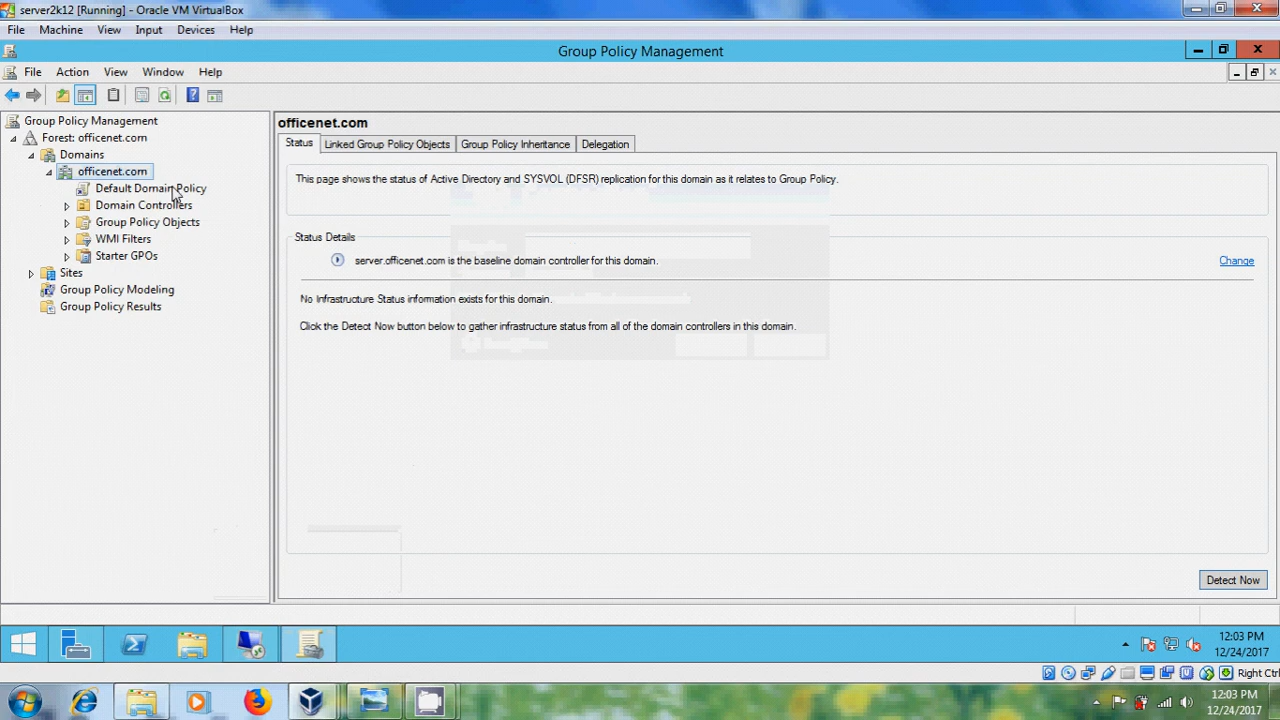 server2k12 [Running] - Oracle VM VirtualBox
File Machine View Input Devices Help
Group Policy Management
File Action View Window Help
Group Policy Management
Forest: officenet.com
Domains
officenet.com
Default Domain Policy
Domain Controllers
Group Policy Objects
WMI Filters
Starter GPOs
Sites
Group Policy Modeling
Group Policy Results
officenet.com
Status Linked Group Policy Objects Group Policy Inheritance Delegation
This page shows the status of Active Directory and SYSVOL (DFSR) replication for this domain as it relates to Group Policy.
Status Details
server.officenet.com is the baseline domain controller for this domain. Change
No Infrastructure Status information exists for this domain.
Click the Detect Now button below to gather infrastructure status from all of the domain controllers in this domain.
Detect Now
12:03 PM
12/24/2017
Right Ctrl
12:03 PM
12/24/2017